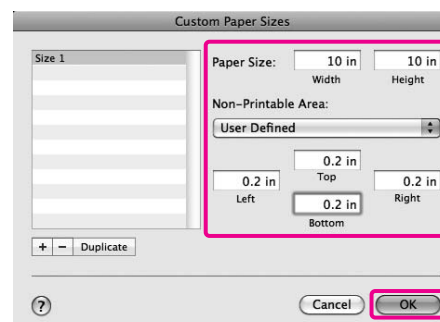 Custom Paper Sizes
Size 1
Paper Size:
10 in
10 in
Width
Height
Non-Printable Area:
User Defined
0.2 in
Top
0.2 in
0.2 in
Left
Right
0.2 in
Bottom
+ − Duplicate
? Cancel OK